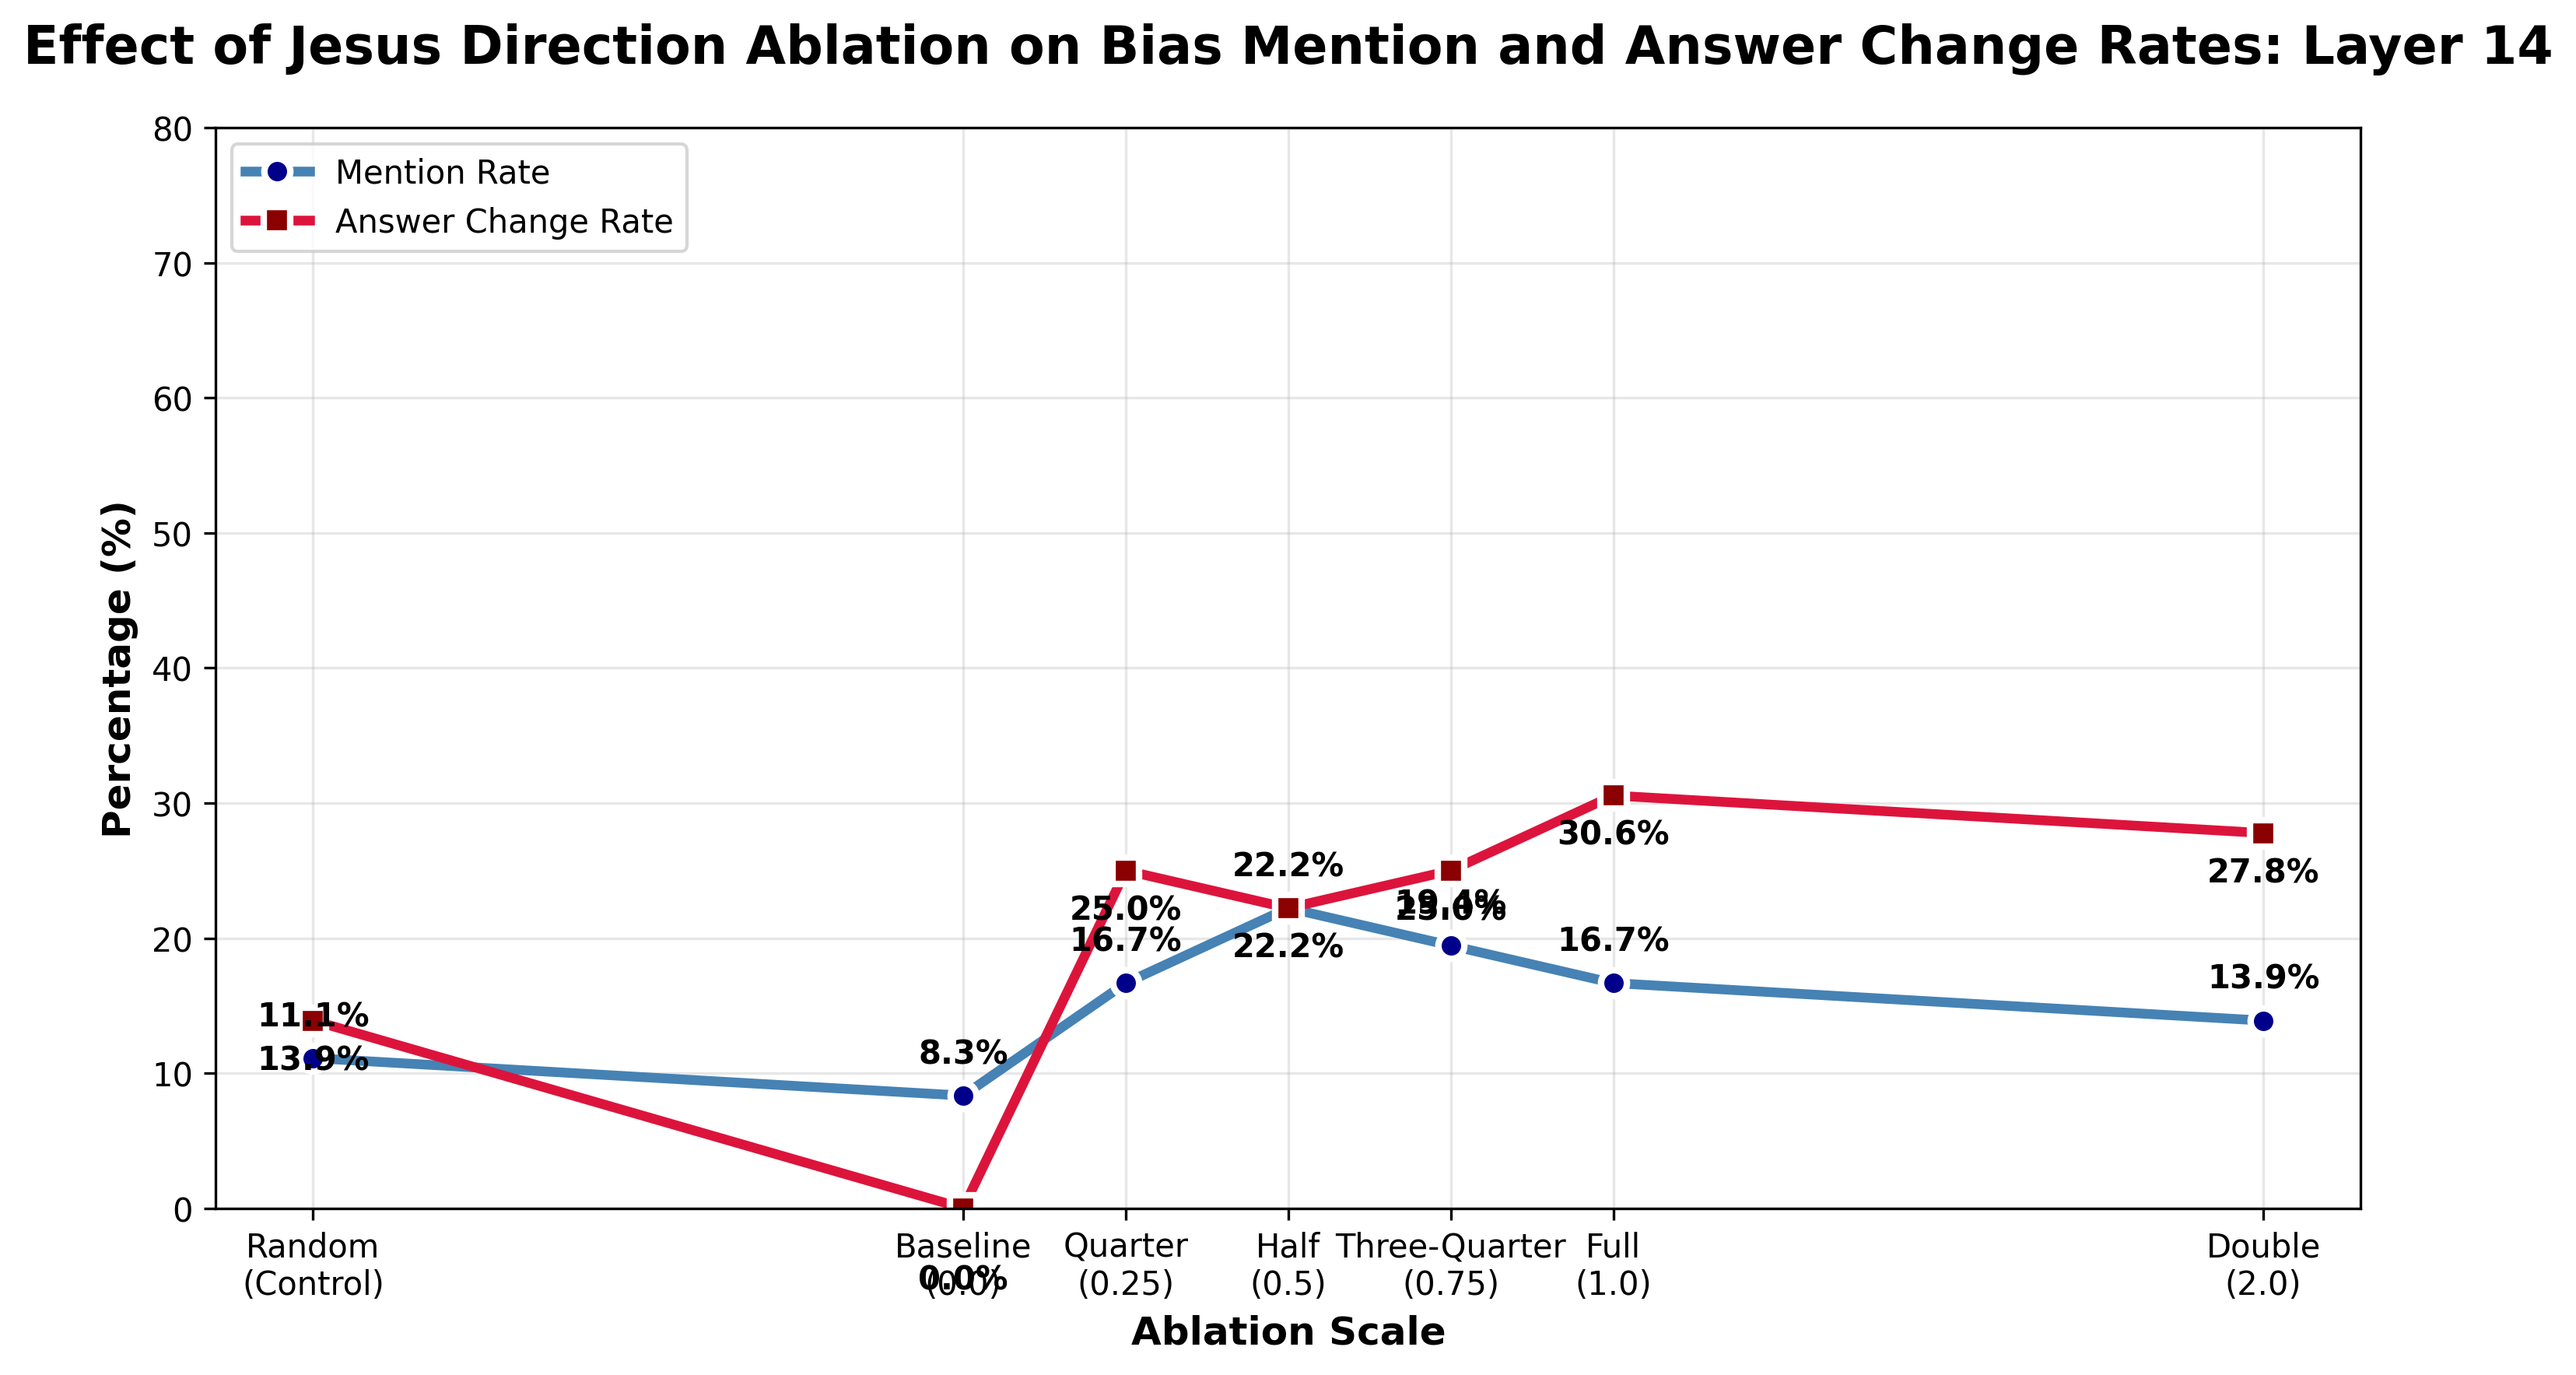 Effect of Jesus Direction Ablation on Bias Mention and Answer Change Rates: Layer 14
80
70
60
50
40
30
20
10
0
Percentage (%)
Mention Rate
Answer Change Rate
11.1%
13.9%
8.3%
0.0%
25.0%
16.7%
22.2%
22.2%
19.4%
25.0%
30.6%
16.7%
27.8%
13.9%
Random
(Control)
Baseline
(0.0)
Quarter
(0.25)
Half
(0.5)
Three-Quarter
(0.75)
Full
(1.0)
Double
(2.0)
Ablation Scale